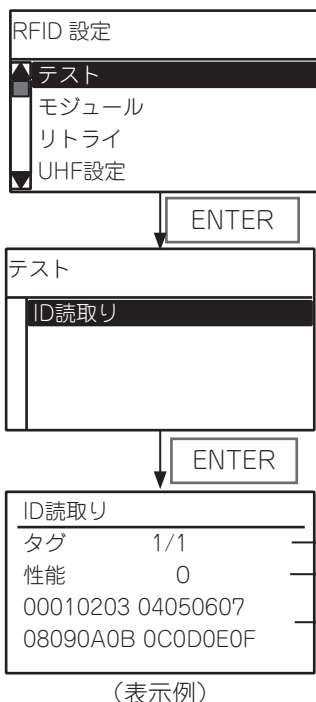 RFID 設定
テスト
モジュール
リトライ
UHF設定
ENTER
テスト
ID読取り
ENTER
ID読取り
タグ 1/1
性能 0
00010203 04050607
08090A0B 0C0D0E0F
（表示例）